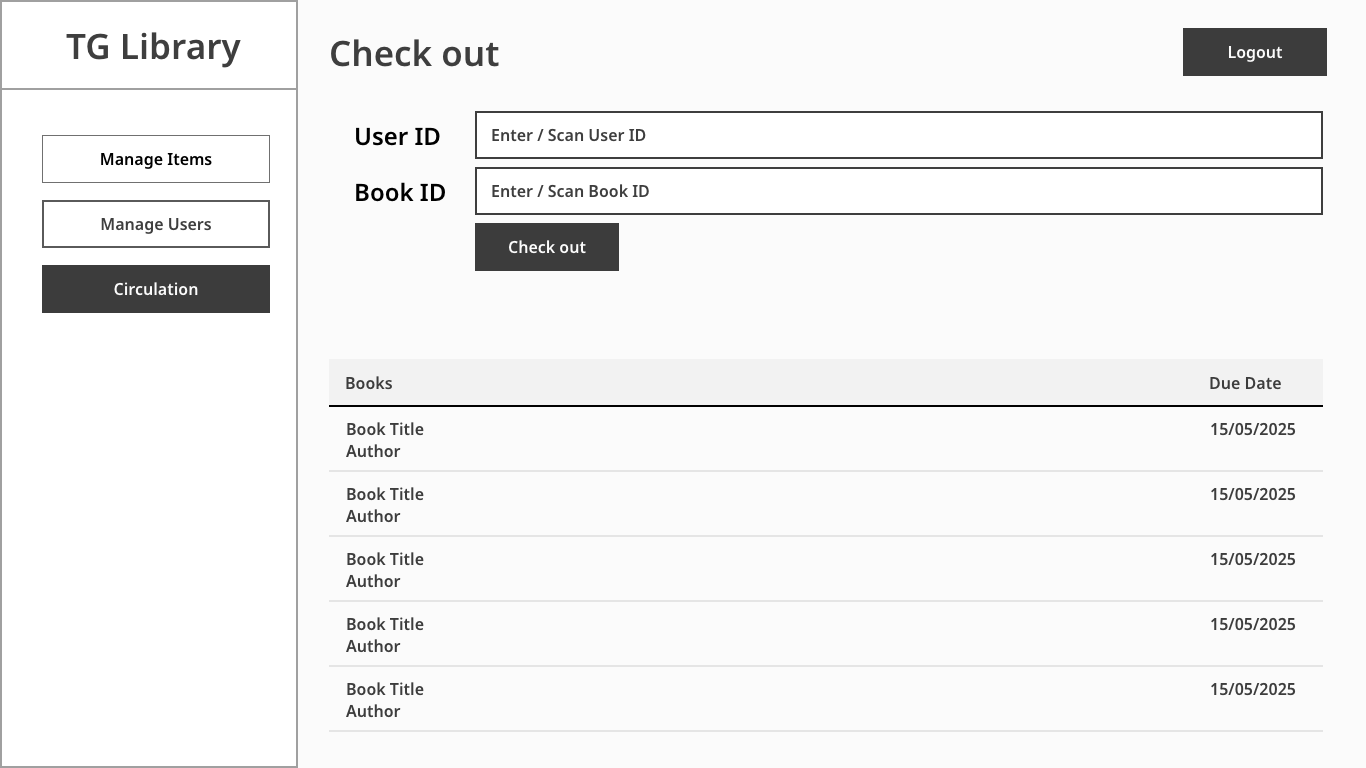 TG Library
Manage Items
Manage Users
Circulation
Check out
Logout
User ID
Enter / Scan User ID
Book ID
Enter / Scan Book ID
Check out
Books Due Date
Book Title 15/05/2025
Author
Book Title 15/05/2025
Author
Book Title 15/05/2025
Author
Book Title 15/05/2025
Author
Book Title 15/05/2025
Author